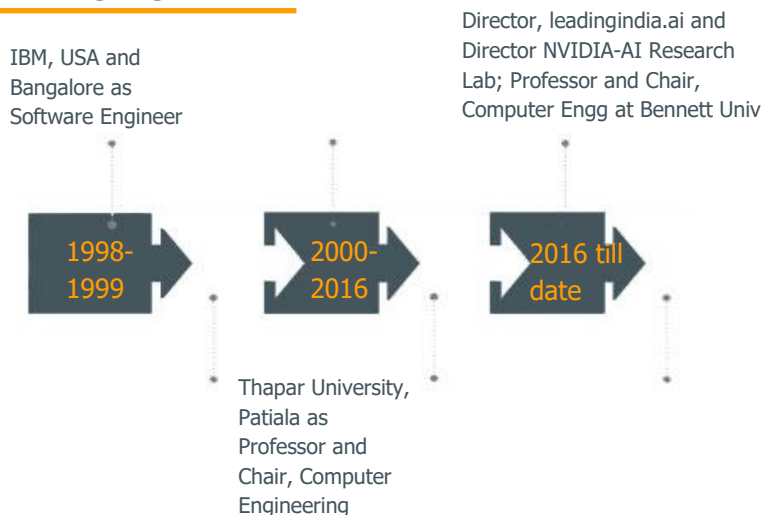 IBM, USA and
Bangalore as
Software Engineer
Director, leadingindia.ai and
Director NVIDIA-AI Research
Lab; Professor and Chair,
Computer Engg at Bennett Univ
1998-
1999
2000-
2016
2016 till
date
Thapar University,
Patiala as
Professor and
Chair, Computer
Engineering